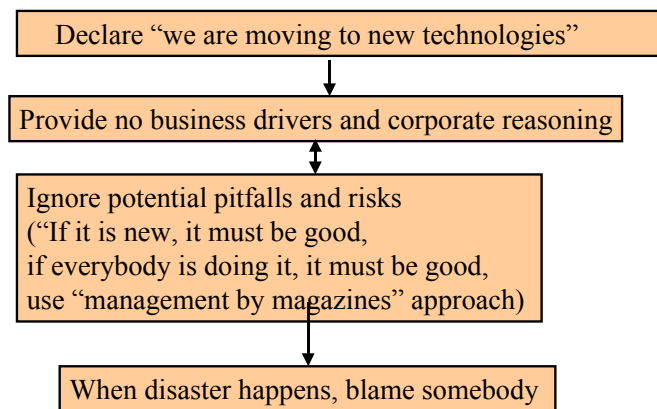 Declare “we are moving to new technologies”
Provide no business drivers and corporate reasoning
Ignore potential pitfalls and risks
(“If it is new, it must be good,
if everybody is doing it, it must be good,
use “management by magazines” approach)
When disaster happens, blame somebody